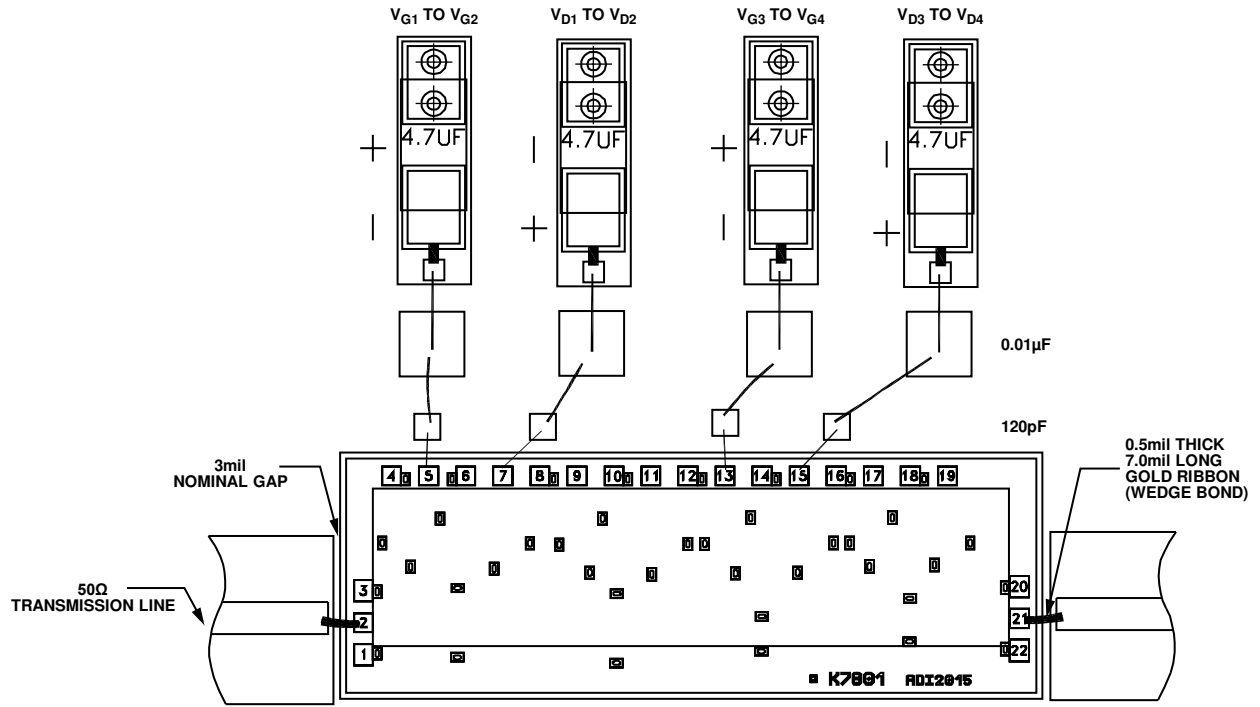 VG1 TO VG2
VD1 TO VD2
VG3 TO VG4
VD3 TO VD4
4.7UF
4.7UF
4.7UF
4.7UF
+
–
–
+
+
–
–
+
0.01µF
120pF
3mil
NOMINAL GAP
0.5mil THICK
7.0mil LONG
GOLD RIBBON
(WEDGE BOND)
4 5 6 7 8 9 10 11 12 13 14 15 16 17 18 19
50Ω
TRANSMISSION LINE
3
2
1
20
21
22
K7801 ADI2015